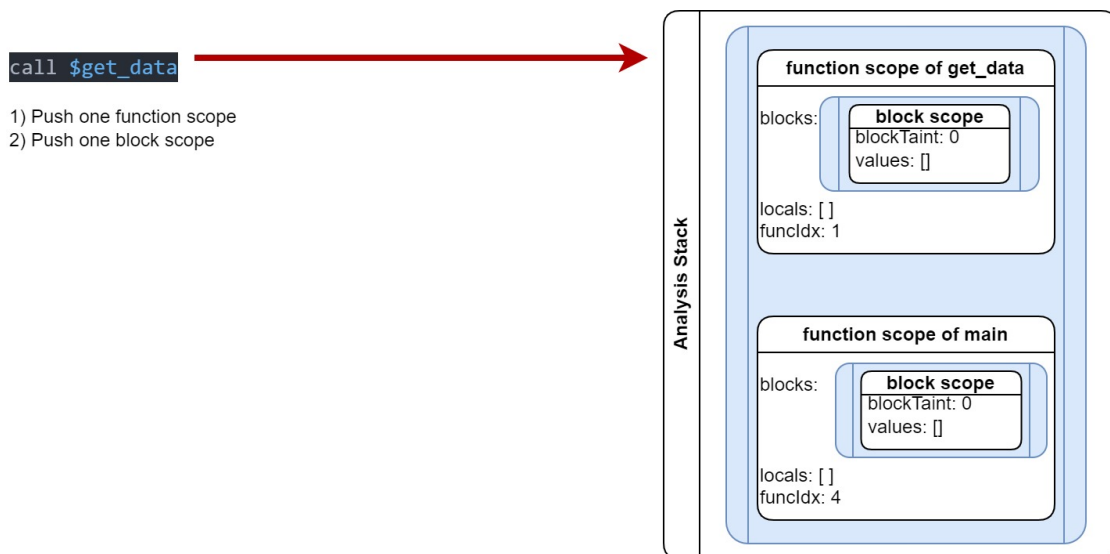 call $get_data
1) Push one function scope
2) Push one block scope
Analysis Stack
function scope of get_data
blocks:
block scope
blockTaint: 0
values: []
locals: [ ]
funcIdx: 1
function scope of main
blocks:
block scope
blockTaint: 0
values: []
locals: [ ]
funcIdx: 4